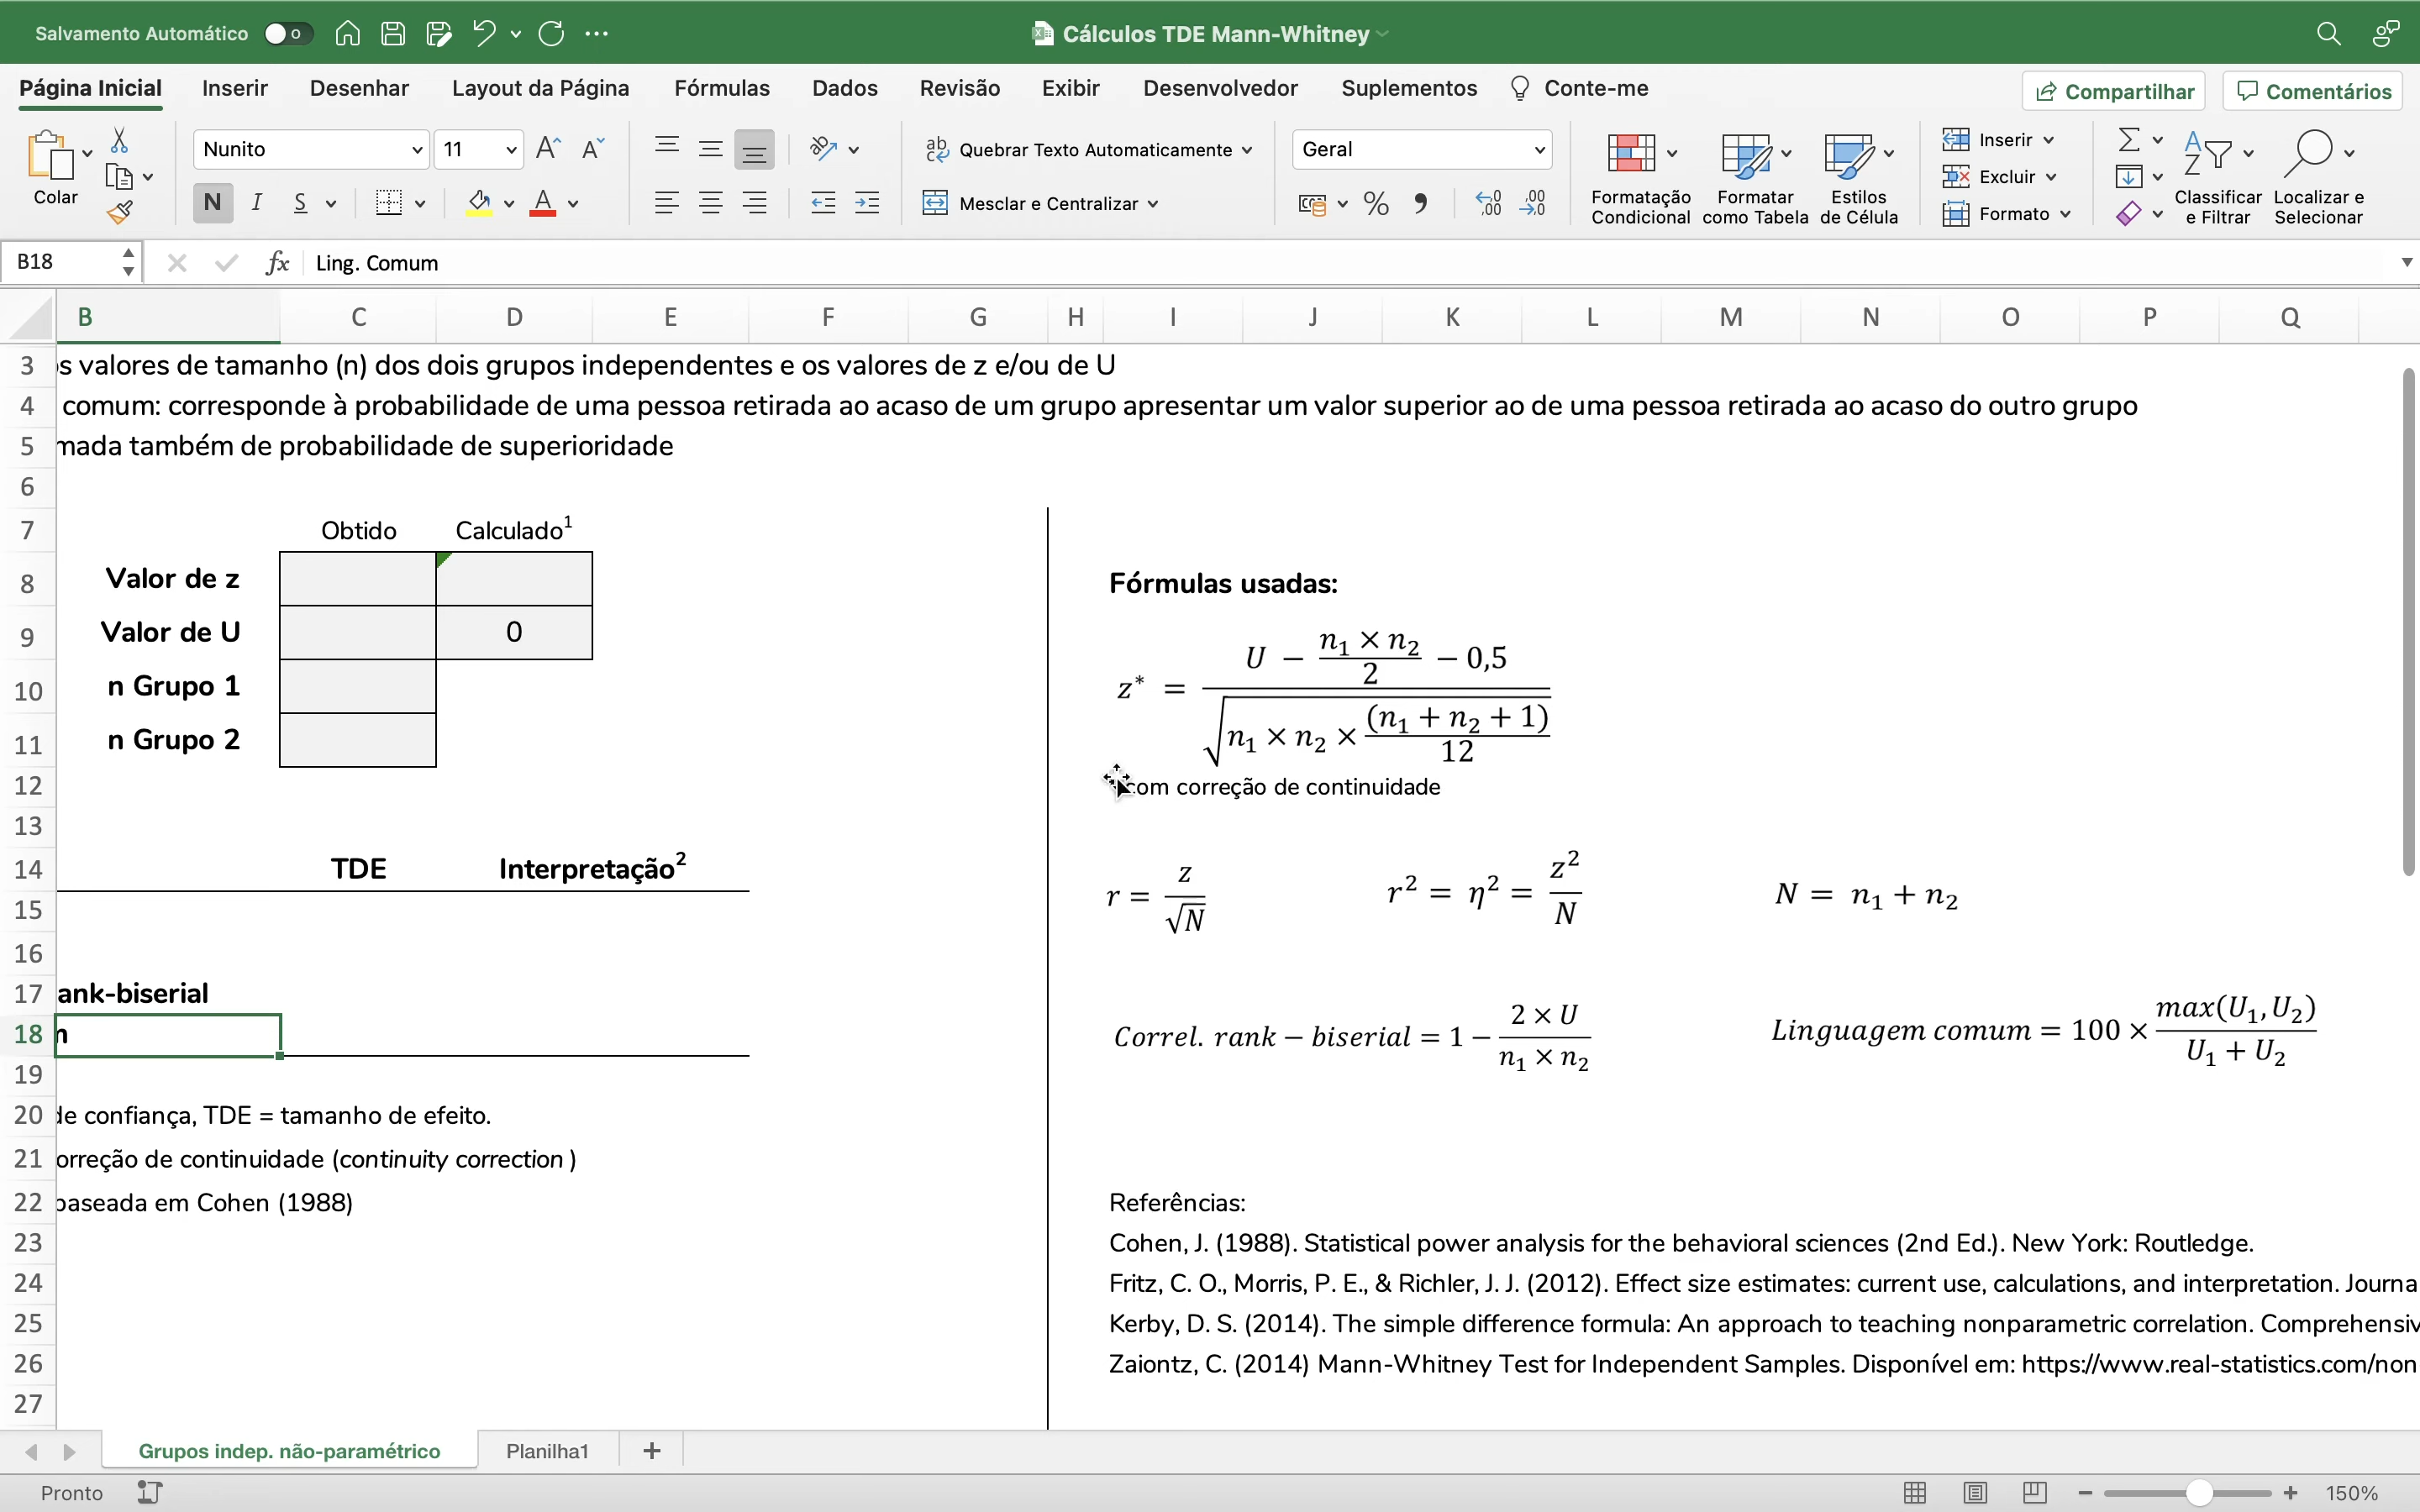 Salvamento Automático
Cálculos TDE Mann-Whitney
Página Inicial Inserir Desenhar Layout da Página Fórmulas Dados Revisão Exibir Desenvolvedor Suplementos Conte-me Compartilhar Comentários
Colar
Nunito 11
N I S
Quebrar Texto Automaticamente
Mesclar e Centralizar
Geral
% ,00 ,00
Formatação Condicional
Formatar como Tabela
Estilos de Célula
Inserir
Excluir
Formato
Classificar e Filtrar
Localizar e Selecionar
B18 fx Ling. Comum
B C D E F G H I J K L M N O P Q
3 s valores de tamanho (n) dos dois grupos independentes e os valores de z e/ou de U
4 comum: corresponde à probabilidade de uma pessoa retirada ao acaso de um grupo apresentar um valor superior ao de uma pessoa retirada ao acaso do outro grupo
5 mada também de probabilidade de superioridade
6
7 Obtido Calculado¹
8 Valor de z Fórmulas usadas:
9 Valor de U 0
10 n Grupo 1
11 n Grupo 2
z* = (U − (n₁ × n₂)/2 − 0,5) / √(n₁ × n₂ × (n₁ + n₂ + 1)/12)
12 com correção de continuidade
13
14 TDE Interpretação²
15 r = z/√N r² = η² = z²/N N = n₁ + n₂
16
17 ank-biserial
18 n Correl. rank − biserial = 1 − (2 × U)/(n₁ × n₂) Linguagem comum = 100 × max(U₁, U₂)/(U₁ + U₂)
19
20 de confiança, TDE = tamanho de efeito.
21 orreção de continuidade (continuity correction )
22 baseada em Cohen (1988) Referências:
23 Cohen, J. (1988). Statistical power analysis for the behavioral sciences (2nd Ed.). New York: Routledge.
24 Fritz, C. O., Morris, P. E., & Richler, J. J. (2012). Effect size estimates: current use, calculations, and interpretation. Journa
25 Kerby, D. S. (2014). The simple difference formula: An approach to teaching nonparametric correlation. Comprehensiv
26 Zaiontz, C. (2014) Mann-Whitney Test for Independent Samples. Disponível em: https://www.real-statistics.com/non
27
Grupos indep. não-paramétrico Planilha1 +
Pronto 150%